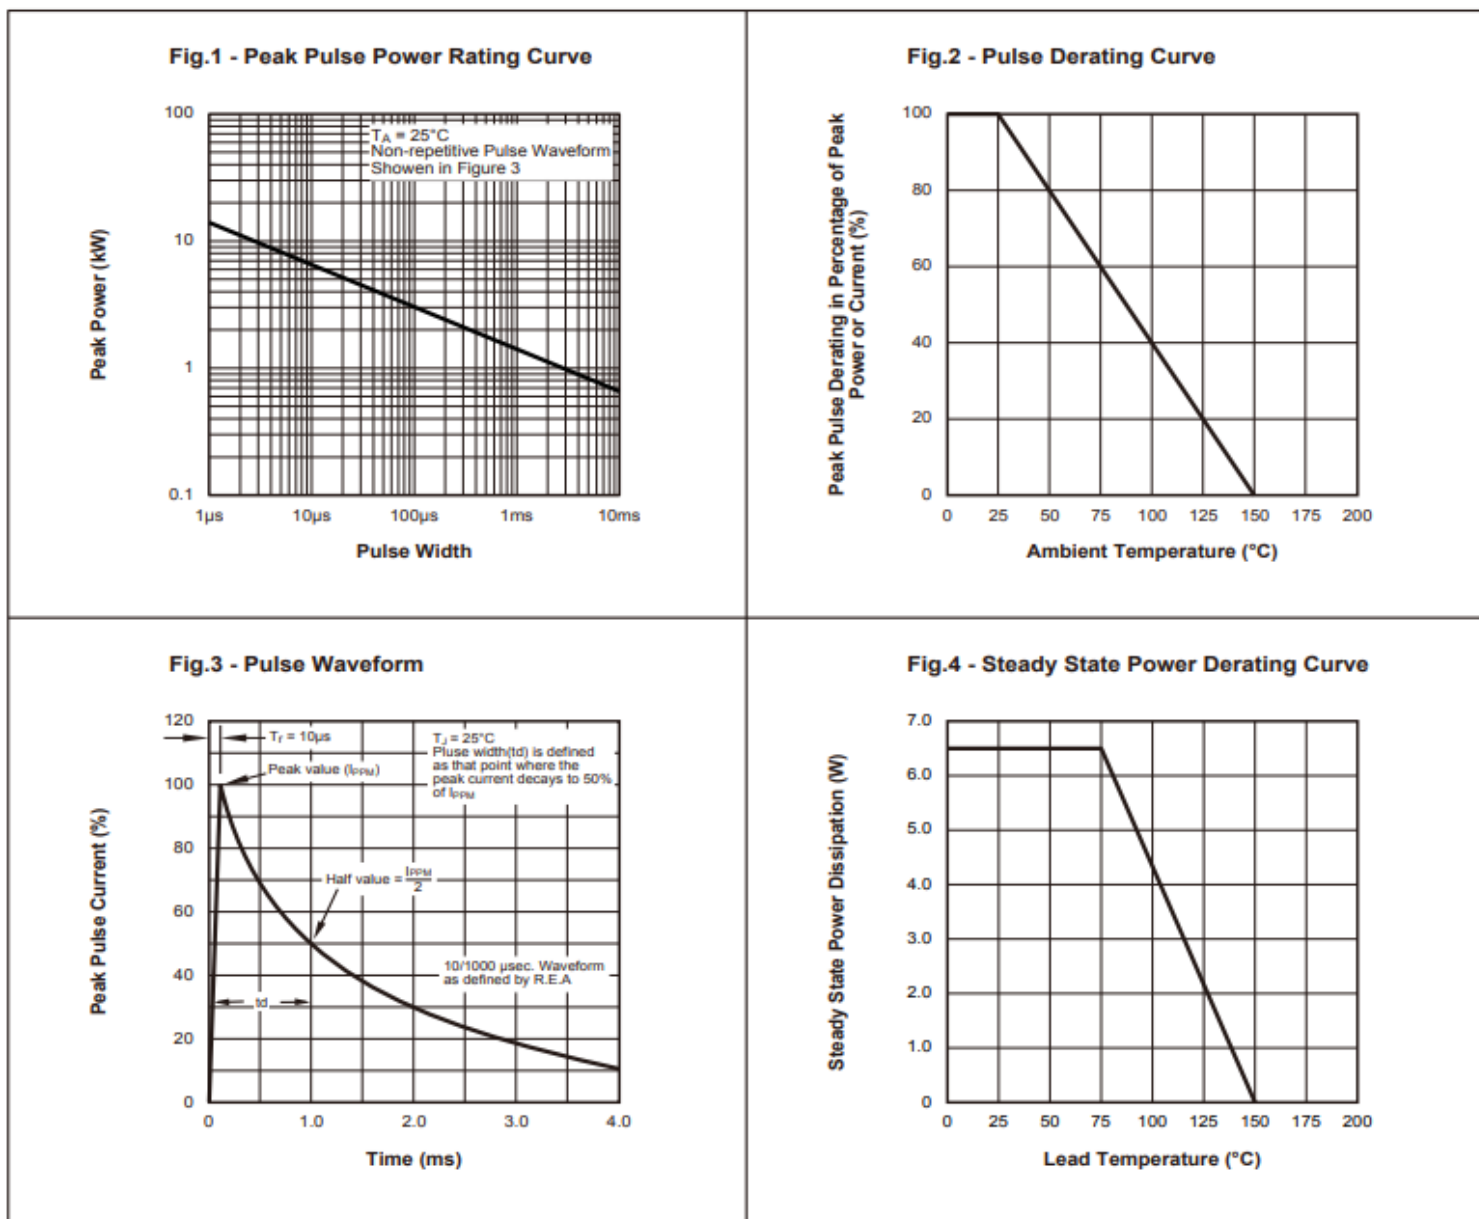 Fig.1 - Peak Pulse Power Rating Curve
100
10
1
0.1
Peak Power (kW)
T_A = 25°C
Non-repetitive Pulse Waveform
Showen in Figure 3
1μs 10μs 100μs 1ms 10ms
Pulse Width
Fig.2 - Pulse Derating Curve
Peak Pulse Derating in Percentage of Peak
Power or Current (%)
100
80
60
40
20
0
0 25 50 75 100 125 150 175 200
Ambient Temperature (°C)
Fig.3 - Pulse Waveform
Peak Pulse Current (%)
120
100
80
60
40
20
0
Tr = 10μs
Peak value (IPPM)
TJ = 25°C
Pluse width(td) is defined
as that point where the
peak current decays to 50%
of IPPM
Half value = IPPM
2
10/1000 μsec. Waveform
as defined by R.E.A
td
0 1.0 2.0 3.0 4.0
Time (ms)
Fig.4 - Steady State Power Derating Curve
Steady State Power Dissipation (W)
7.0
6.0
5.0
4.0
3.0
2.0
1.0
0
0 25 50 75 100 125 150 175 200
Lead Temperature (°C)